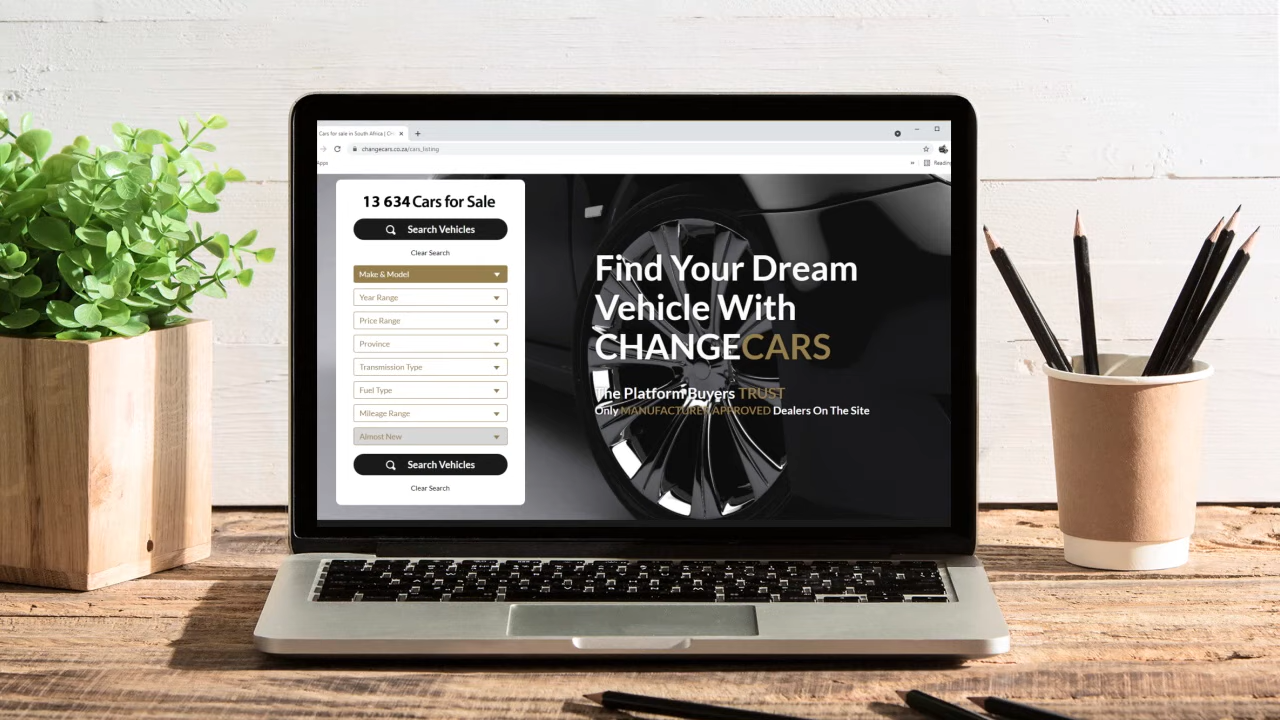 Cars for sale in South Africa | CH
changecars.co.za/cars_listing
Apps
Reading
13 634 Cars for Sale
Search Vehicles
Clear Search
Make & Model
Year Range
Price Range
Province
Transmission Type
Fuel Type
Mileage Range
Almost New
Search Vehicles
Clear Search
Find Your Dream
Vehicle With
CHANGECARS
The Platform Buyers TRUST
Only MANUFACTURER APPROVED Dealers On The Site